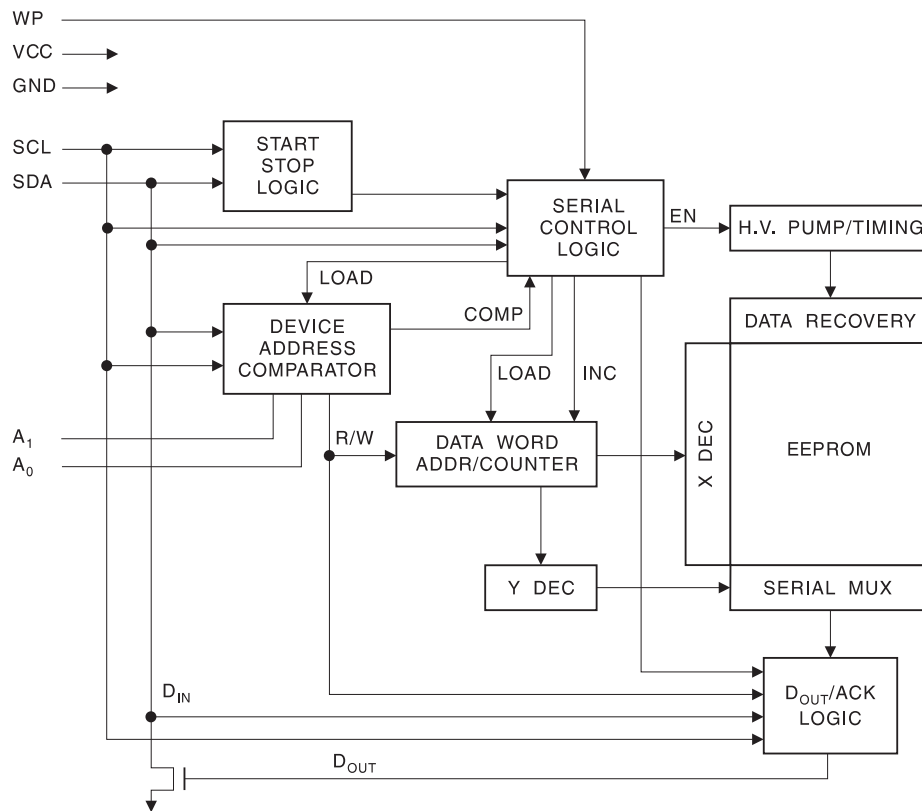 WP
VCC
GND
SCL
SDA
START
STOP
LOGIC
SERIAL
CONTROL
LOGIC
EN
H.V. PUMP/TIMING
LOAD
COMP
DATA RECOVERY
DEVICE
ADDRESS
COMPARATOR
LOAD
INC
A1
A0
R/W
DATA WORD
ADDR/COUNTER
X DEC
EEPROM
Y DEC
SERIAL MUX
DIN
DOUT/ACK
LOGIC
DOUT